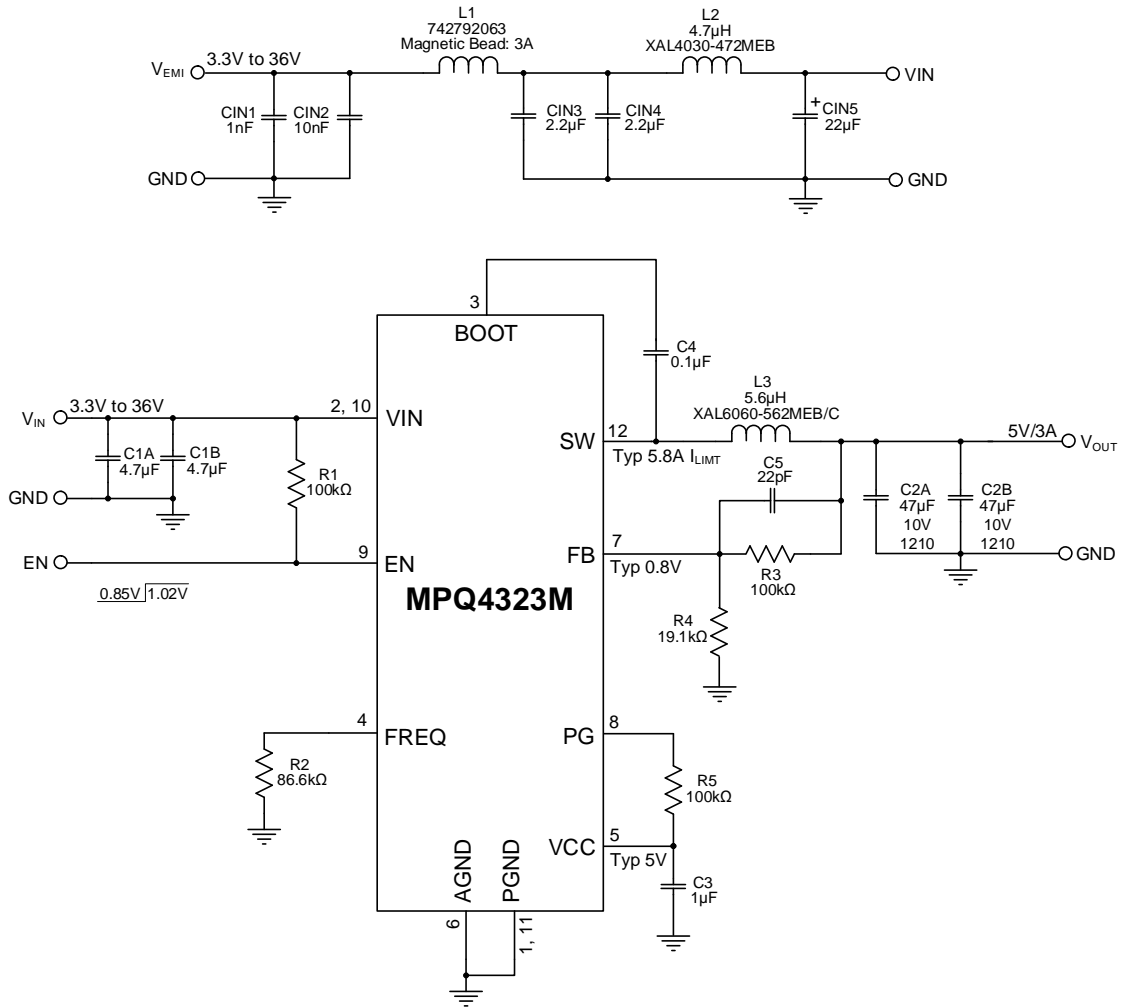 L1
742792063
Magnetic Bead: 3A
L2
4.7µH
XAL4030-472MEB
VEMI
3.3V to 36V
VIN
CIN1
1nF
CIN2
10nF
CIN3
2.2µF
CIN4
2.2µF
+
CIN5
22µF
GND
GND
3
BOOT
C4
0.1µF
L3
5.6µH
XAL6060-562MEB/C
VIN
3.3V to 36V
2, 10
VIN
C1A
4.7µF
C1B
4.7µF
GND
R1
100kΩ
SW
12
Typ 5.8A ILIMT
5V/3A
VOUT
C5
22pF
C2A
47µF
10V
1210
C2B
47µF
10V
1210
GND
EN
9
EN
0.85V 1.02V
FB
7
Typ 0.8V
R3
100kΩ
R4
19.1kΩ
MPQ4323M
4
FREQ
R2
86.6kΩ
PG
8
R5
100kΩ
VCC
5
Typ 5V
C3
1µF
AGND
PGND
6
1, 11